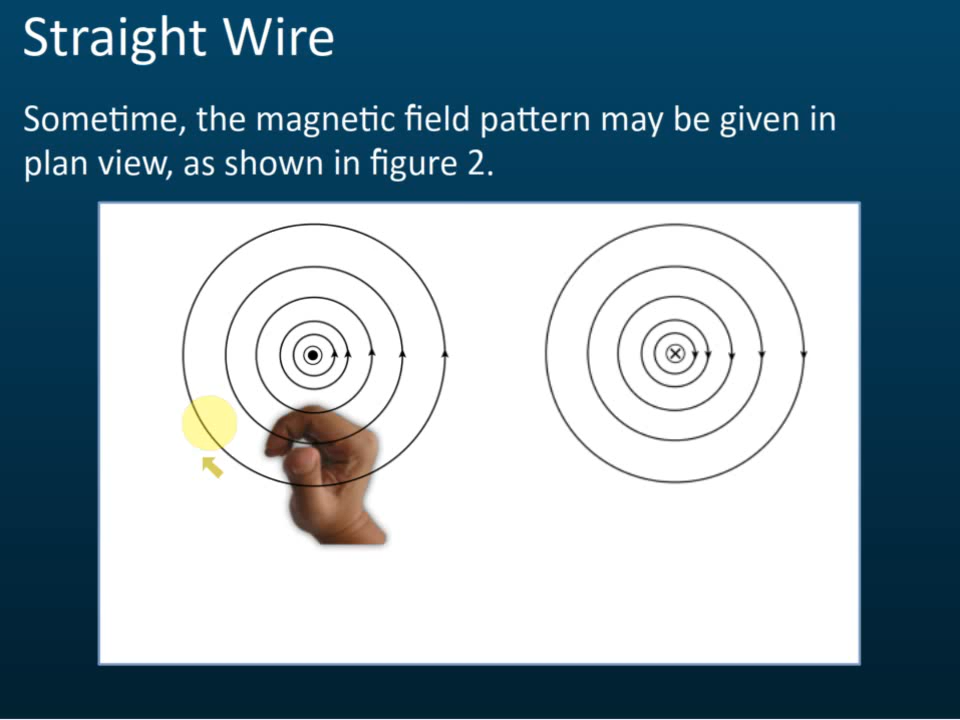 Straight Wire
Sometime, the magnetic field pattern may be given in
plan view, as shown in figure 2.